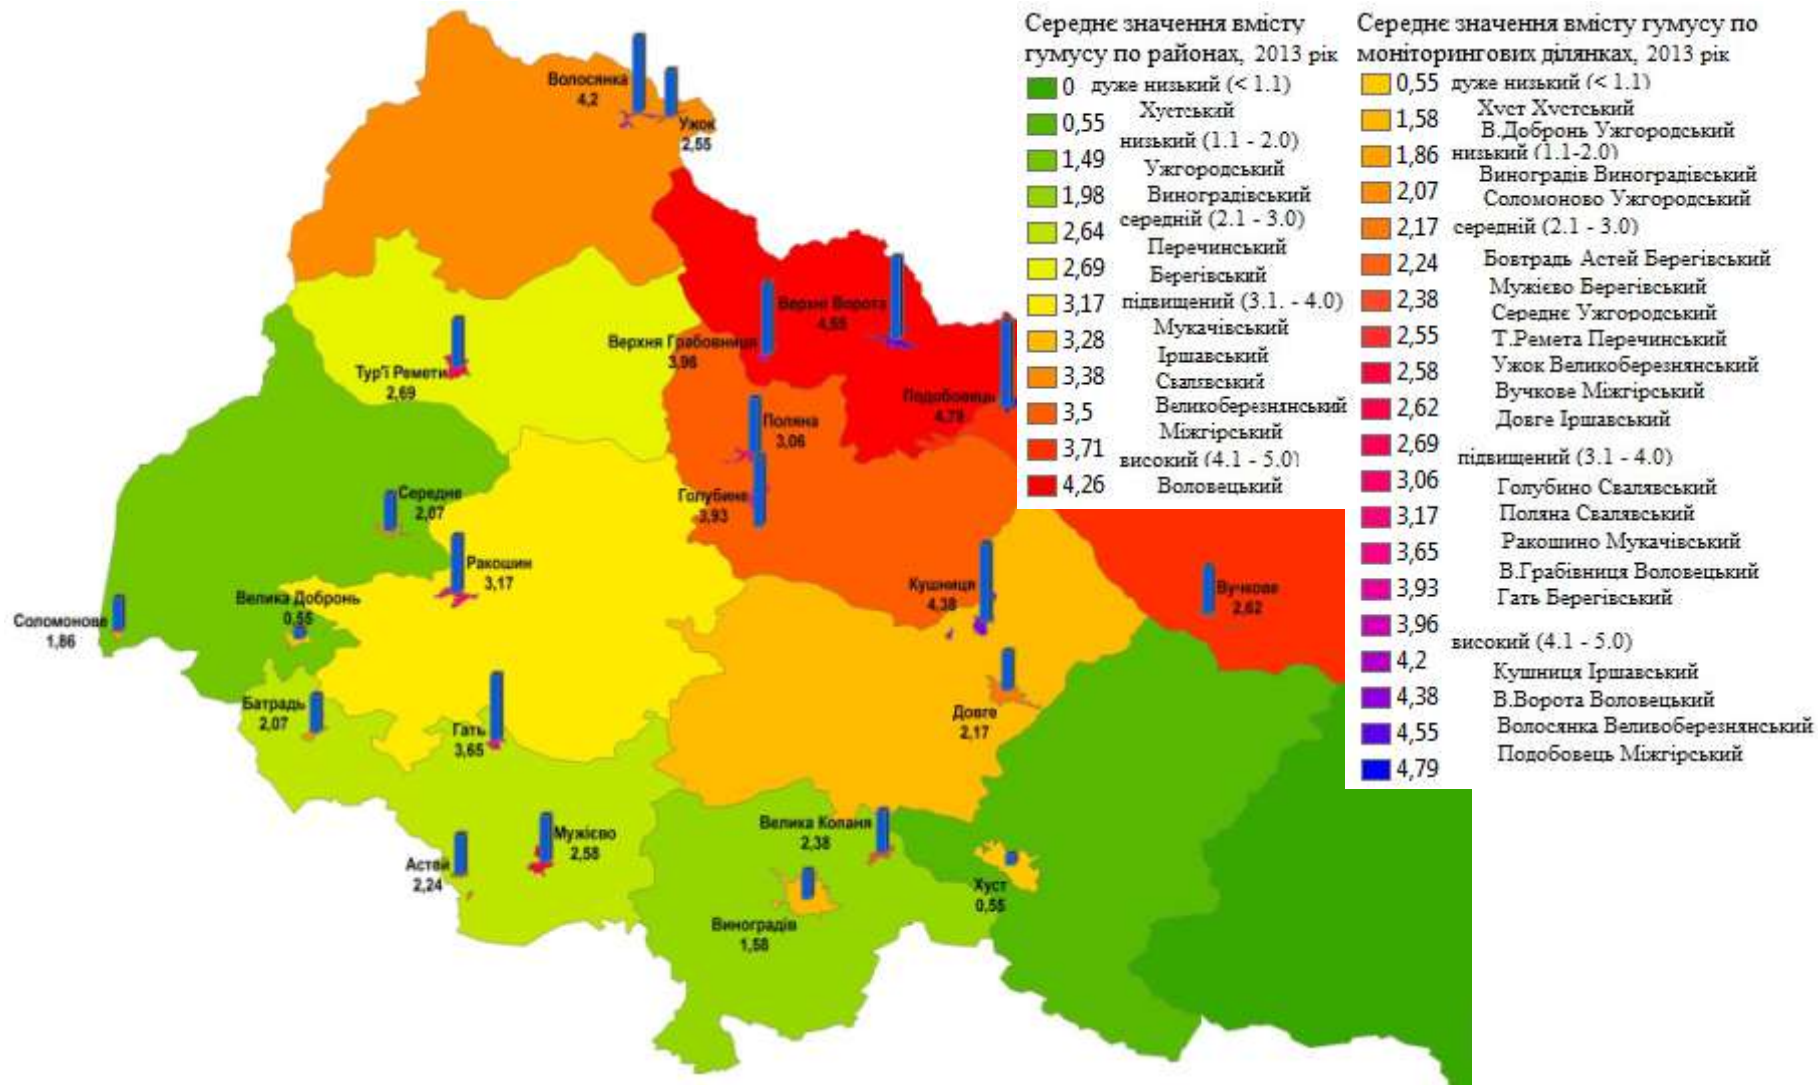 Середнє значення вмісту
гумусу по районах, 2013 рік
0 дуже низький (< 1.1)
Хустський
0,55
низький (1.1 - 2.0)
1,49
Ужгородський
1,98
Виноградівський
середній (2.1 - 3.0)
2,64
Перечинський
2,69
Берегівський
3,17
підвищений (3.1. - 4.0)
Мукачівський
3,28
Іршавський
3,38
Свалявський
Великоберезнянський
3,5
Міжгірський
3,71
високий (4.1 - 5.0)
4,26
Воловецький
Середнє значення вмісту гумусу по
моніторингових ділянках, 2013 рік
0,55 дуже низький (< 1.1)
Хуст Хустський
1,58
В.Добронь Ужгородський
1,86 низький (1.1-2.0)
Виноградів Виноградівський
2,07
Соломоново Ужгородський
2,17 середній (2.1 - 3.0)
Бовтрадь Астей Берегівський
2,24
Мужієво Берегівський
2,38
Середнє Ужгородський
2,55
Т.Ремета Перечинський
2,58
Ужок Великоберезнянський
Вучкове Міжгірський
2,62
Довге Іршавський
2,69
підвищений (3.1 - 4.0)
3,06
Голубино Свалявський
3,17
Поляна Свалявський
Ракошино Мукачівський
3,65
В.Грабівниця Воловецький
3,93
Гать Берегівський
3,96
високий (4.1 - 5.0)
4,2
Кушниця Іршавський
4,38
В.Ворота Воловецький
4,55
Волосянка Великоберезнянський
Подобовець Міжгірський
4,79
Волосянка
4,2
Ужок
2,55
Верхні Ворота
4,55
Верхня Грабовниця
3,96
Тур'ї Ремети
2,69
Подобовець
4,79
Поляна
3,06
Голубине
3,93
Середнє
2,07
Ракошин
3,17
Кушниця
4,38
Вучкове
2,62
Велика Добронь
0,55
Соломонове
1,86
Батрадь
2,07
Гать
3,65
Довге
2,17
Велика Копаня
2,38
Мужієво
2,58
Астей
2,24
Хуст
0,55
Виноградів
1,58